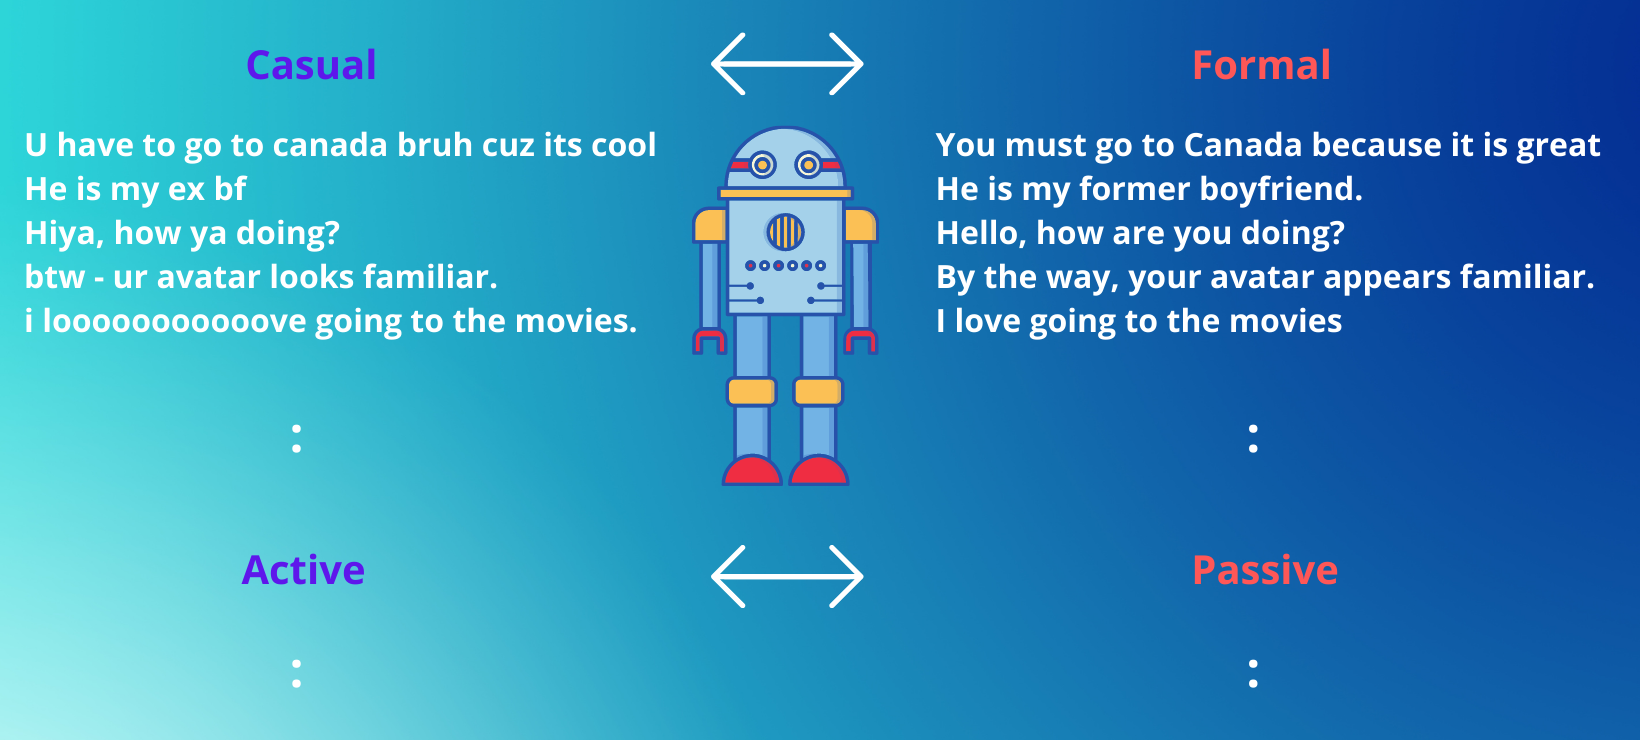 Casual
Formal
U have to go to canada bruh cuz its cool
He is my ex bf
Hiya, how ya doing?
btw - ur avatar looks familiar.
i looooooooooove going to the movies.
:
You must go to Canada because it is great
He is my former boyfriend.
Hello, how are you doing?
By the way, your avatar appears familiar.
I love going to the movies
:
Active
Passive
:
: